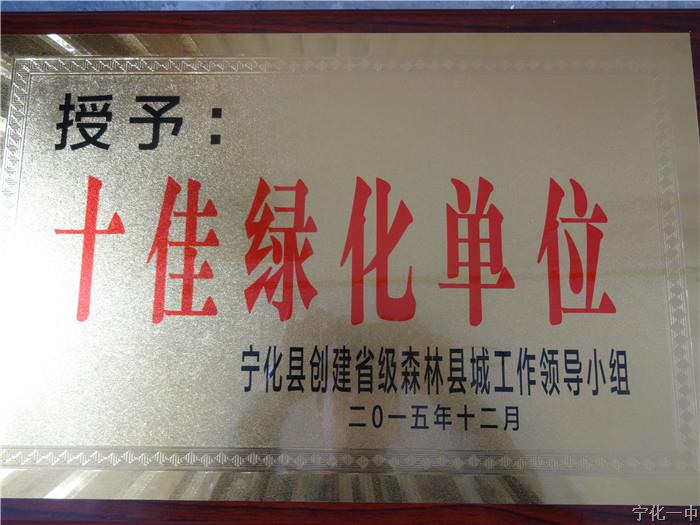 授予：
十佳绿化单位
宁化县创建省级森林县城工作领导小组
二0一五年十二月
宁化一中